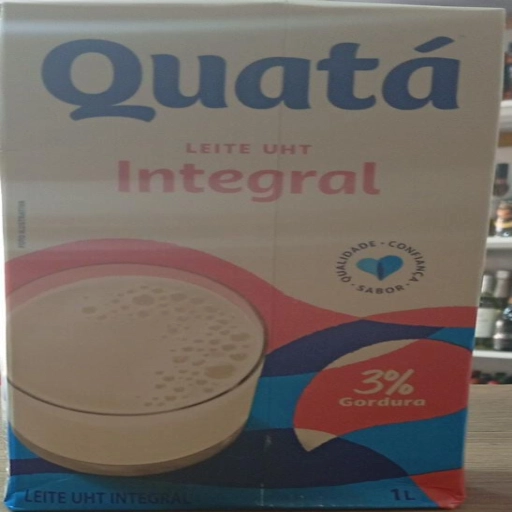 Quatá
LEITE UHT
Integral
QUALIDADE · CONFIANÇA · SABOR ·
3%
Gordura
LEITE UHT INTEGRAL
1L